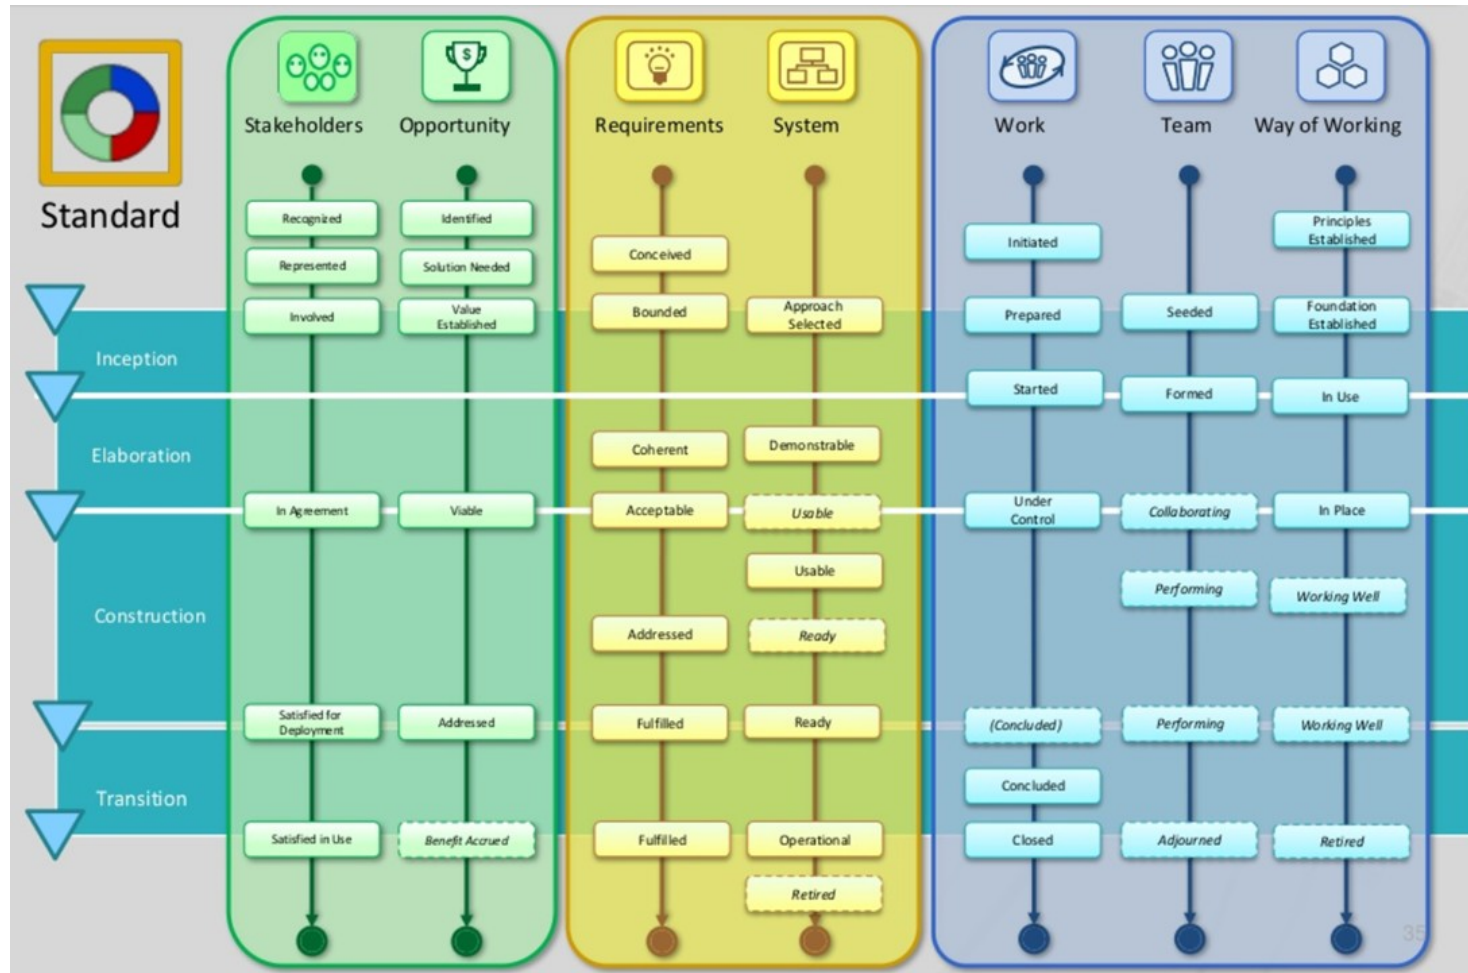 Standard
Stakeholders
Opportunity
Requirements
System
Work
Team
Way of Working
Inception
Elaboration
Construction
Transition
$
Recognized
Represented
Involved
In Agreement
Satisfied for
Deployment
Satisfied in Use
Identified
Solution Needed
Value
Established
Viable
Addressed
Benefit Accrued
Conceived
Bounded
Coherent
Acceptable
Addressed
Fulfilled
Fulfilled
Approach
Selected
Demonstrable
Usable
Usable
Ready
Ready
Operational
Retired
Initiated
Prepared
Started
Under
Control
(Concluded)
Concluded
Closed
Seeded
Formed
Collaborating
Performing
Performing
Adjourned
Principles
Established
Foundation
Established
In Use
In Place
Working Well
Working Well
Retired
35